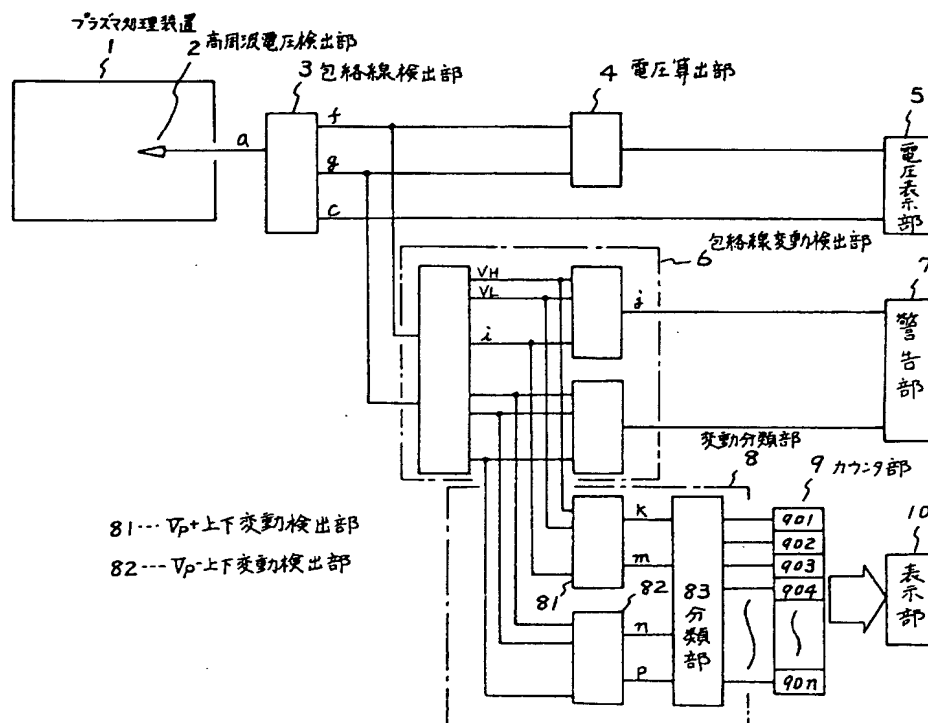 プラズマ処理装置
1
2 高周波電圧検出部
3 包絡線検出部
4 電圧算出部
5
電圧表示部
a
f
g
c
包絡線変動検出部
6
7
警告部
VH
VL
i
j
変動分類部
8
9 カウンタ部
10
表示部
81… Vp+上下変動検出部
82… Vp-上下変動検出部
k
m
n
p
81
82
83
分類部
901
902
903
904
90n